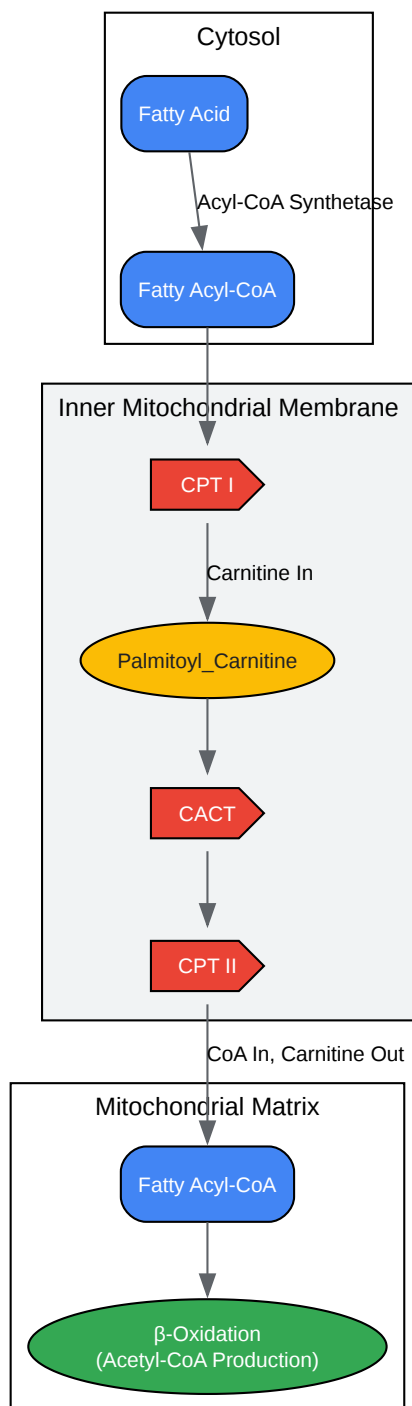 Cytosol
Fatty Acid
Acyl-CoA Synthetase
Fatty Acyl-CoA
Inner Mitochondrial Membrane
CPT I
Carnitine In
Palmitoyl_Carnitine
CACT
CPT II
CoA In, Carnitine Out
Mitochondrial Matrix
Fatty Acyl-CoA
β-Oxidation
(Acetyl-CoA Production)